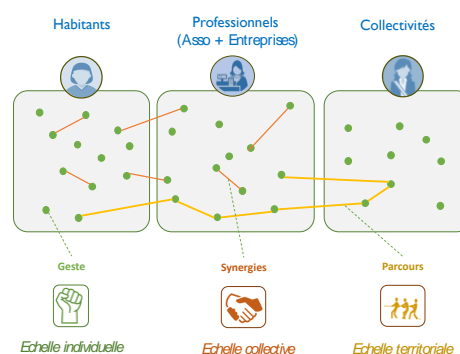 Habitants
Professionnels
(Asso + Entreprises)
Collectivités
Geste
Synergies
Parcours
Echelle individuelle
Echelle collective
Echelle territoriale